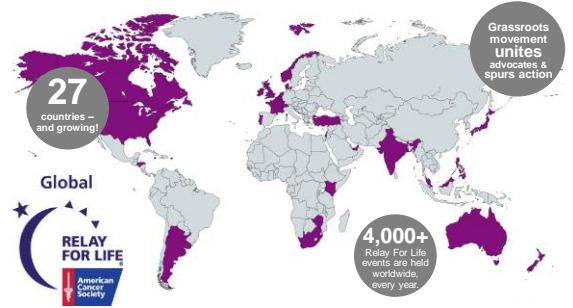 Grassroots
movement
unites
advocates &
spurs action
27
countries –
and growing!
Global
RELAY
FOR LIFE
American
Cancer
Society
4,000+
Relay For Life
events are held
worldwide,
every year.